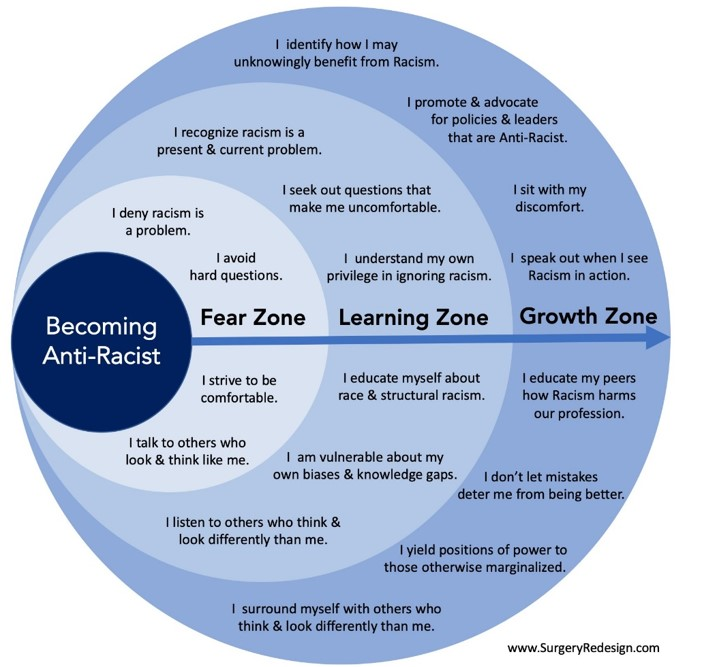 I identify how I may
unknowingly benefit from Racism.
I promote & advocate
for policies & leaders
that are Anti-Racist.
I recognize racism is a
present & current problem.
I seek out questions that
make me uncomfortable.
I sit with my
discomfort.
I deny racism is
a problem.
I avoid
hard questions.
I understand my own
privilege in ignoring racism.
I speak out when I see
Racism in action.
Becoming
Anti-Racist
Fear Zone
Learning Zone
Growth Zone
I strive to be
comfortable.
I educate myself about
race & structural racism.
I educate my peers
how Racism harms
our profession.
I talk to others who
look & think like me.
I am vulnerable about my
own biases & knowledge gaps.
I don't let mistakes
deter me from being better.
I listen to others who think &
look differently than me.
I yield positions of power to
those otherwise marginalized.
I surround myself with others who
think & look differently than me.
www.SurgeryRedesign.com